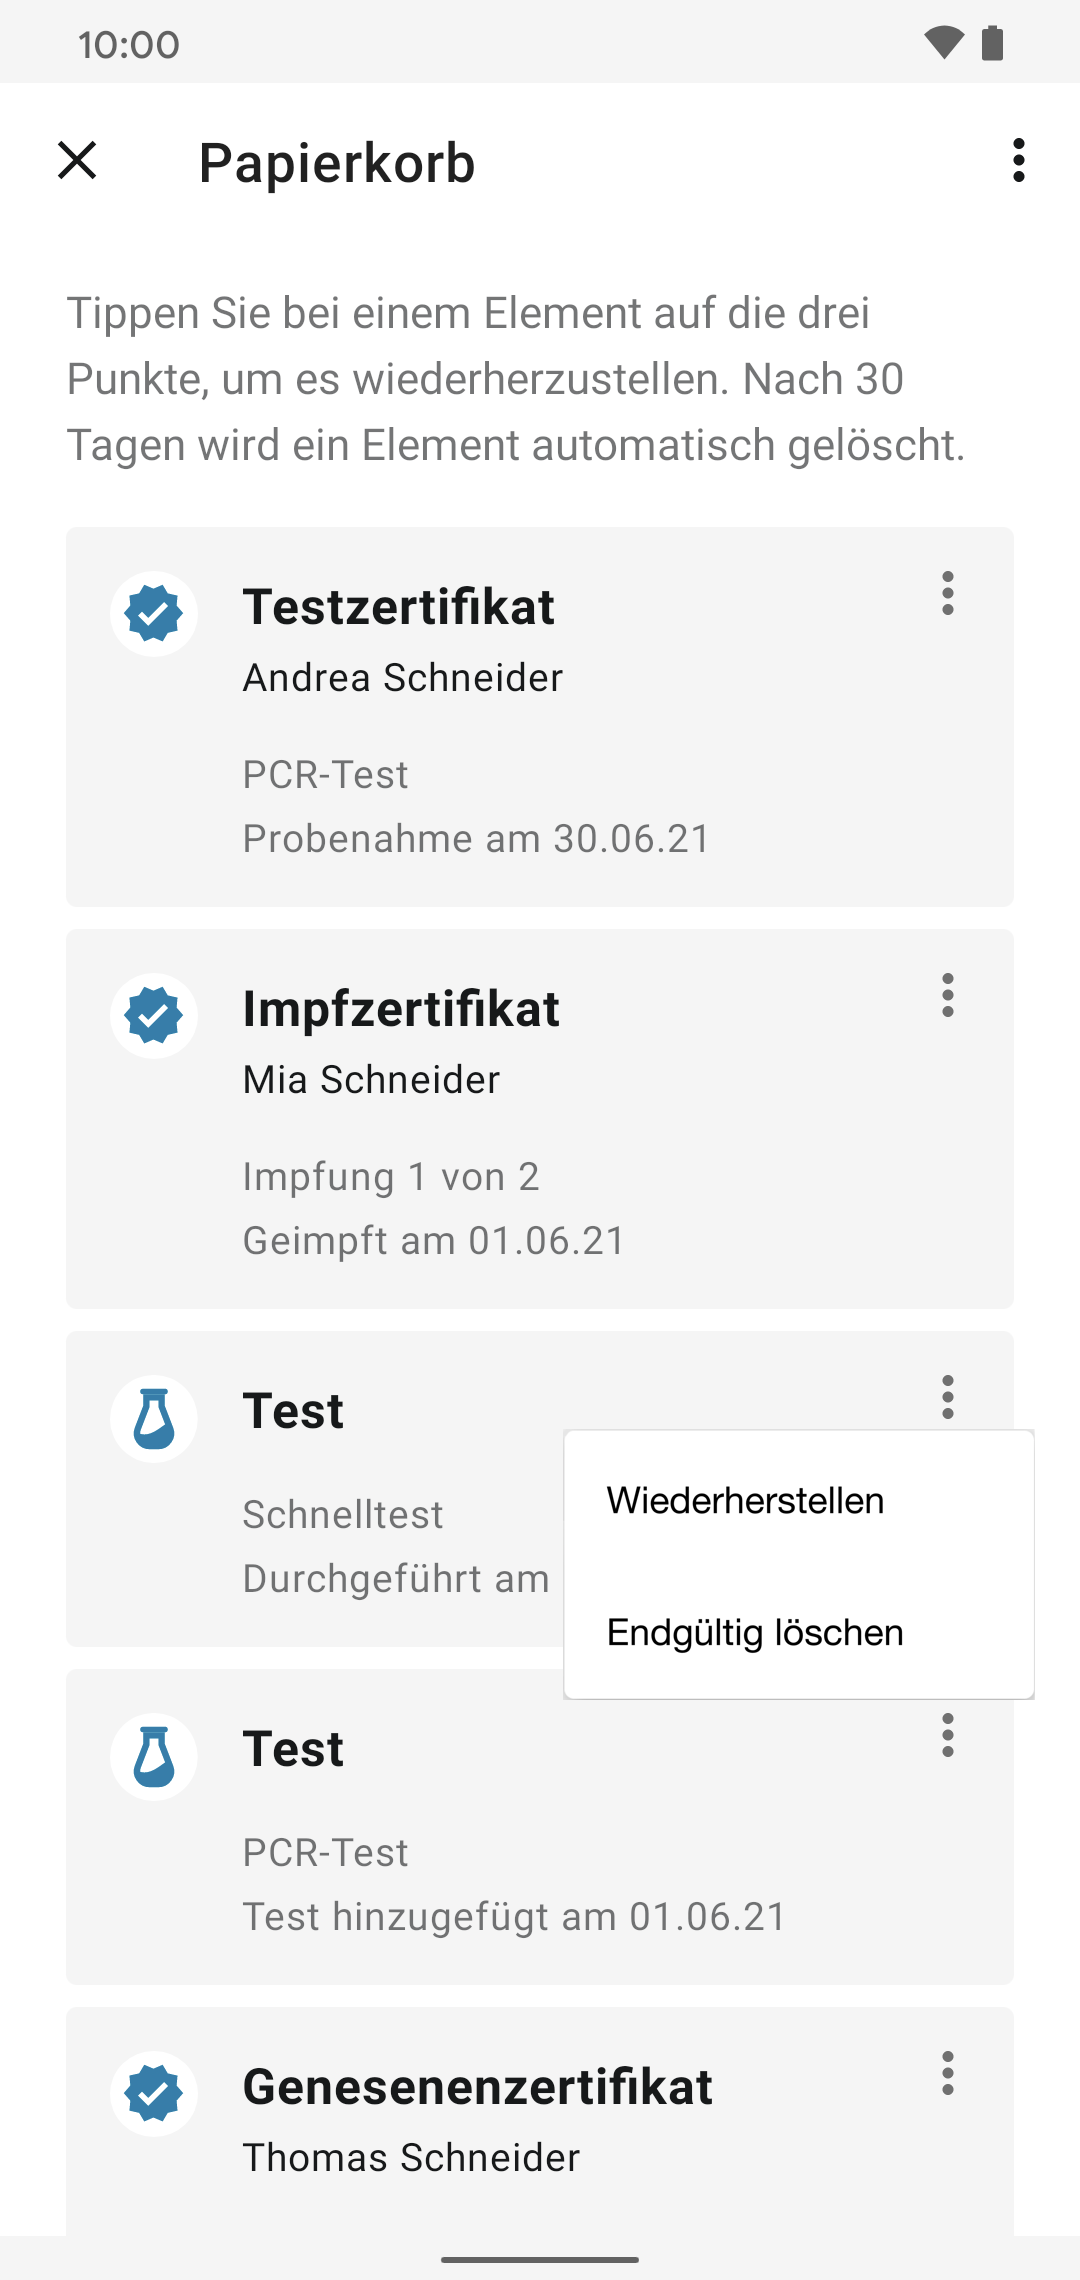 10:00
Papierkorb
Tippen Sie bei einem Element auf die drei
Punkte, um es wiederherzustellen. Nach 30
Tagen wird ein Element automatisch gelöscht.
Testzertifikat
Andrea Schneider
PCR-Test
Probenahme am 30.06.21
Impfzertifikat
Mia Schneider
Impfung 1 von 2
Geimpft am 01.06.21
Test
Schnelltest
Durchgeführt am
Wiederherstellen
Endgültig löschen
Test
PCR-Test
Test hinzugefügt am 01.06.21
Genesenenzertifikat
Thomas Schneider